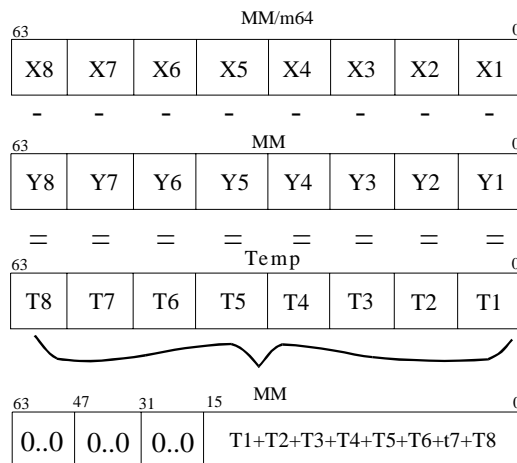 MM/m64
63 0
X8 X7 X6 X5 X4 X3 X2 X1
- - - - - - - -
63 MM 0
Y8 Y7 Y6 Y5 Y4 Y3 Y2 Y1
= = = = = = = =
63 Temp 0
T8 T7 T6 T5 T4 T3 T2 T1
MM
63 47 31 15 0
0..0 0..0 0..0 T1+T2+T3+T4+T5+T6+t7+T8